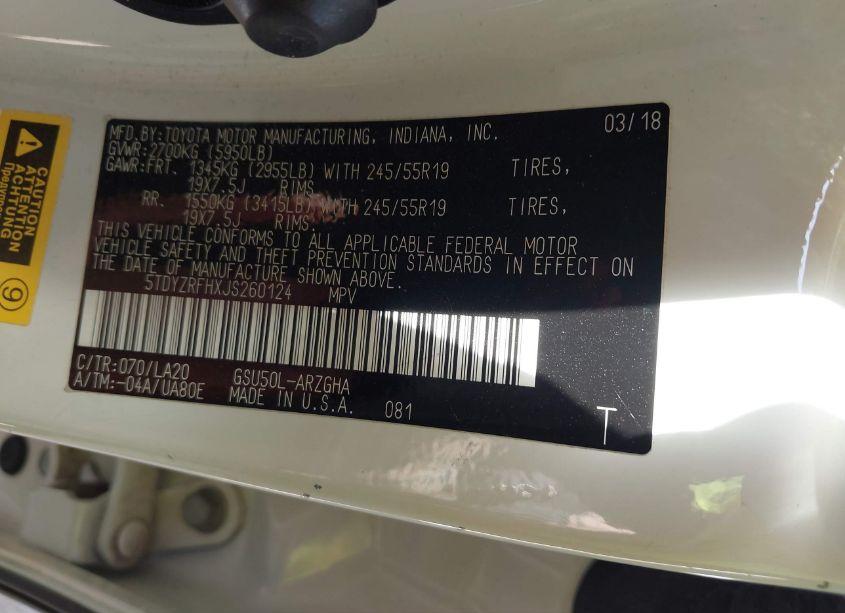 MFD.BY:TOYOTA MOTOR MANUFACTURING, INDIANA, INC. 03/18
GVWR:2700KG (5950LB)
GAWR:FRT. 1345KG (2955LB) WITH 245/55R19 TIRES,
19X7.5J RIMS
RR. 1550KG (3415LB) WITH 245/55R19 TIRES,
19X7.5J RIMS.
THIS VEHICLE CONFORMS TO ALL APPLICABLE FEDERAL MOTOR
VEHICLE SAFETY AND THEFT PREVENTION STANDARDS IN EFFECT ON
THE DATE OF MANUFACTURE SHOWN ABOVE.
5TDYZRFHXJS260124 MPV
C/TR:070/LA20 GSU50L-ARZGHA
A/TM:-04A/UA80E MADE IN U.S.A. 081 T
CAUTION
ATTENTION
ACHTUNG
9